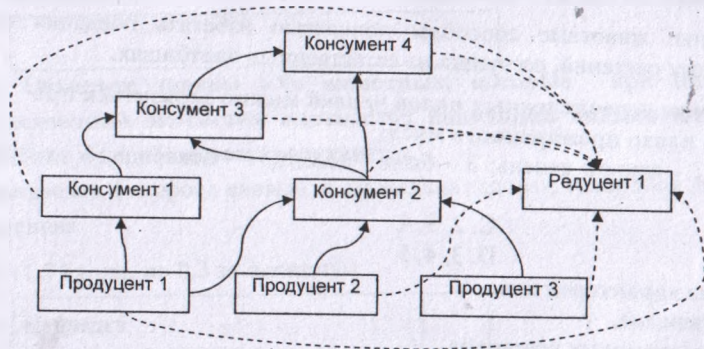 Консумент 4
Консумент 3
Консумент 1
Консумент 2
Редуцент 1
Продуцент 1
Продуцент 2
Продуцент 3